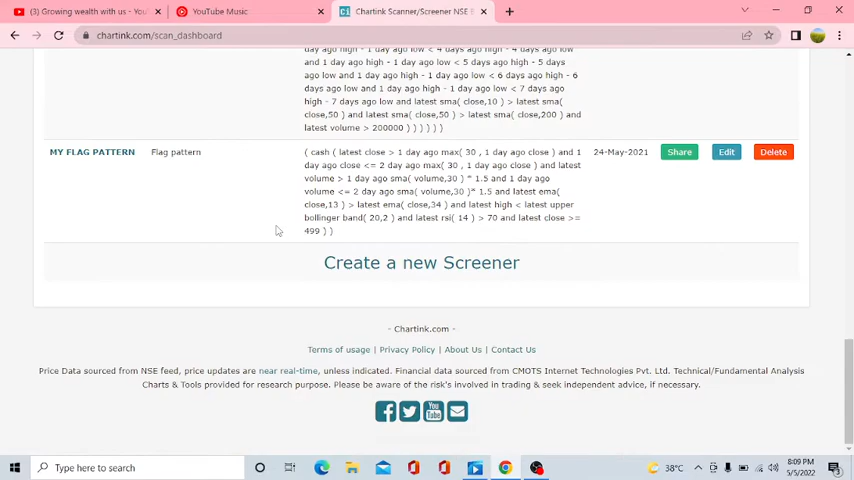 (3) Growing wealth with us - Yo
YouTube Music
Chartink Scanner/Screener NSE
chartink.com/scan_dashboard
day ago high - 1 day ago low < 4 days ago high - 4 days ago low
and 1 day ago high - 1 day ago low < 5 days ago high - 5 days
ago low and 1 day ago high - 1 day ago low < 6 days ago high - 6
days ago low and 1 day ago high - 1 day ago low < 7 days ago
high - 7 days ago low and latest sma( close,10 ) > latest sma(
close,50 ) and latest sma( close,50 ) > latest sma( close,200 ) and
latest volume > 200000 ) ) ) ) ) )
MY FLAG PATTERN
Flag pattern
( cash ( latest close > 1 day ago max( 30 , 1 day ago close ) and 1
day ago close <= 2 day ago max( 30 , 1 day ago close ) and latest
volume > 1 day ago sma( volume,30 ) * 1.5 and 1 day ago
volume <= 2 day ago sma( volume,30 )* 1.5 and latest ema(
close,13 ) > latest ema( close,34 ) and latest high < latest upper
bollinger band( 20,2 ) and latest rsi( 14 ) > 70 and latest close >=
499 ) )
24-May-2021
Share
Edit
Delete
Create a new Screener
- Chartink.com -
Terms of usage | Privacy Policy | About Us | Contact Us
Price Data sourced from NSE feed, price updates are near real-time, unless indicated. Financial data sourced from CMOTS Internet Technologies Pvt. Ltd. Technical/Fundamental Analysis
Charts & Tools provided for research purpose. Please be aware of the risk's involved in trading & seek independent advice, if necessary.
You
Tube
Type here to search
38°C
8:09 PM
5/5/2022